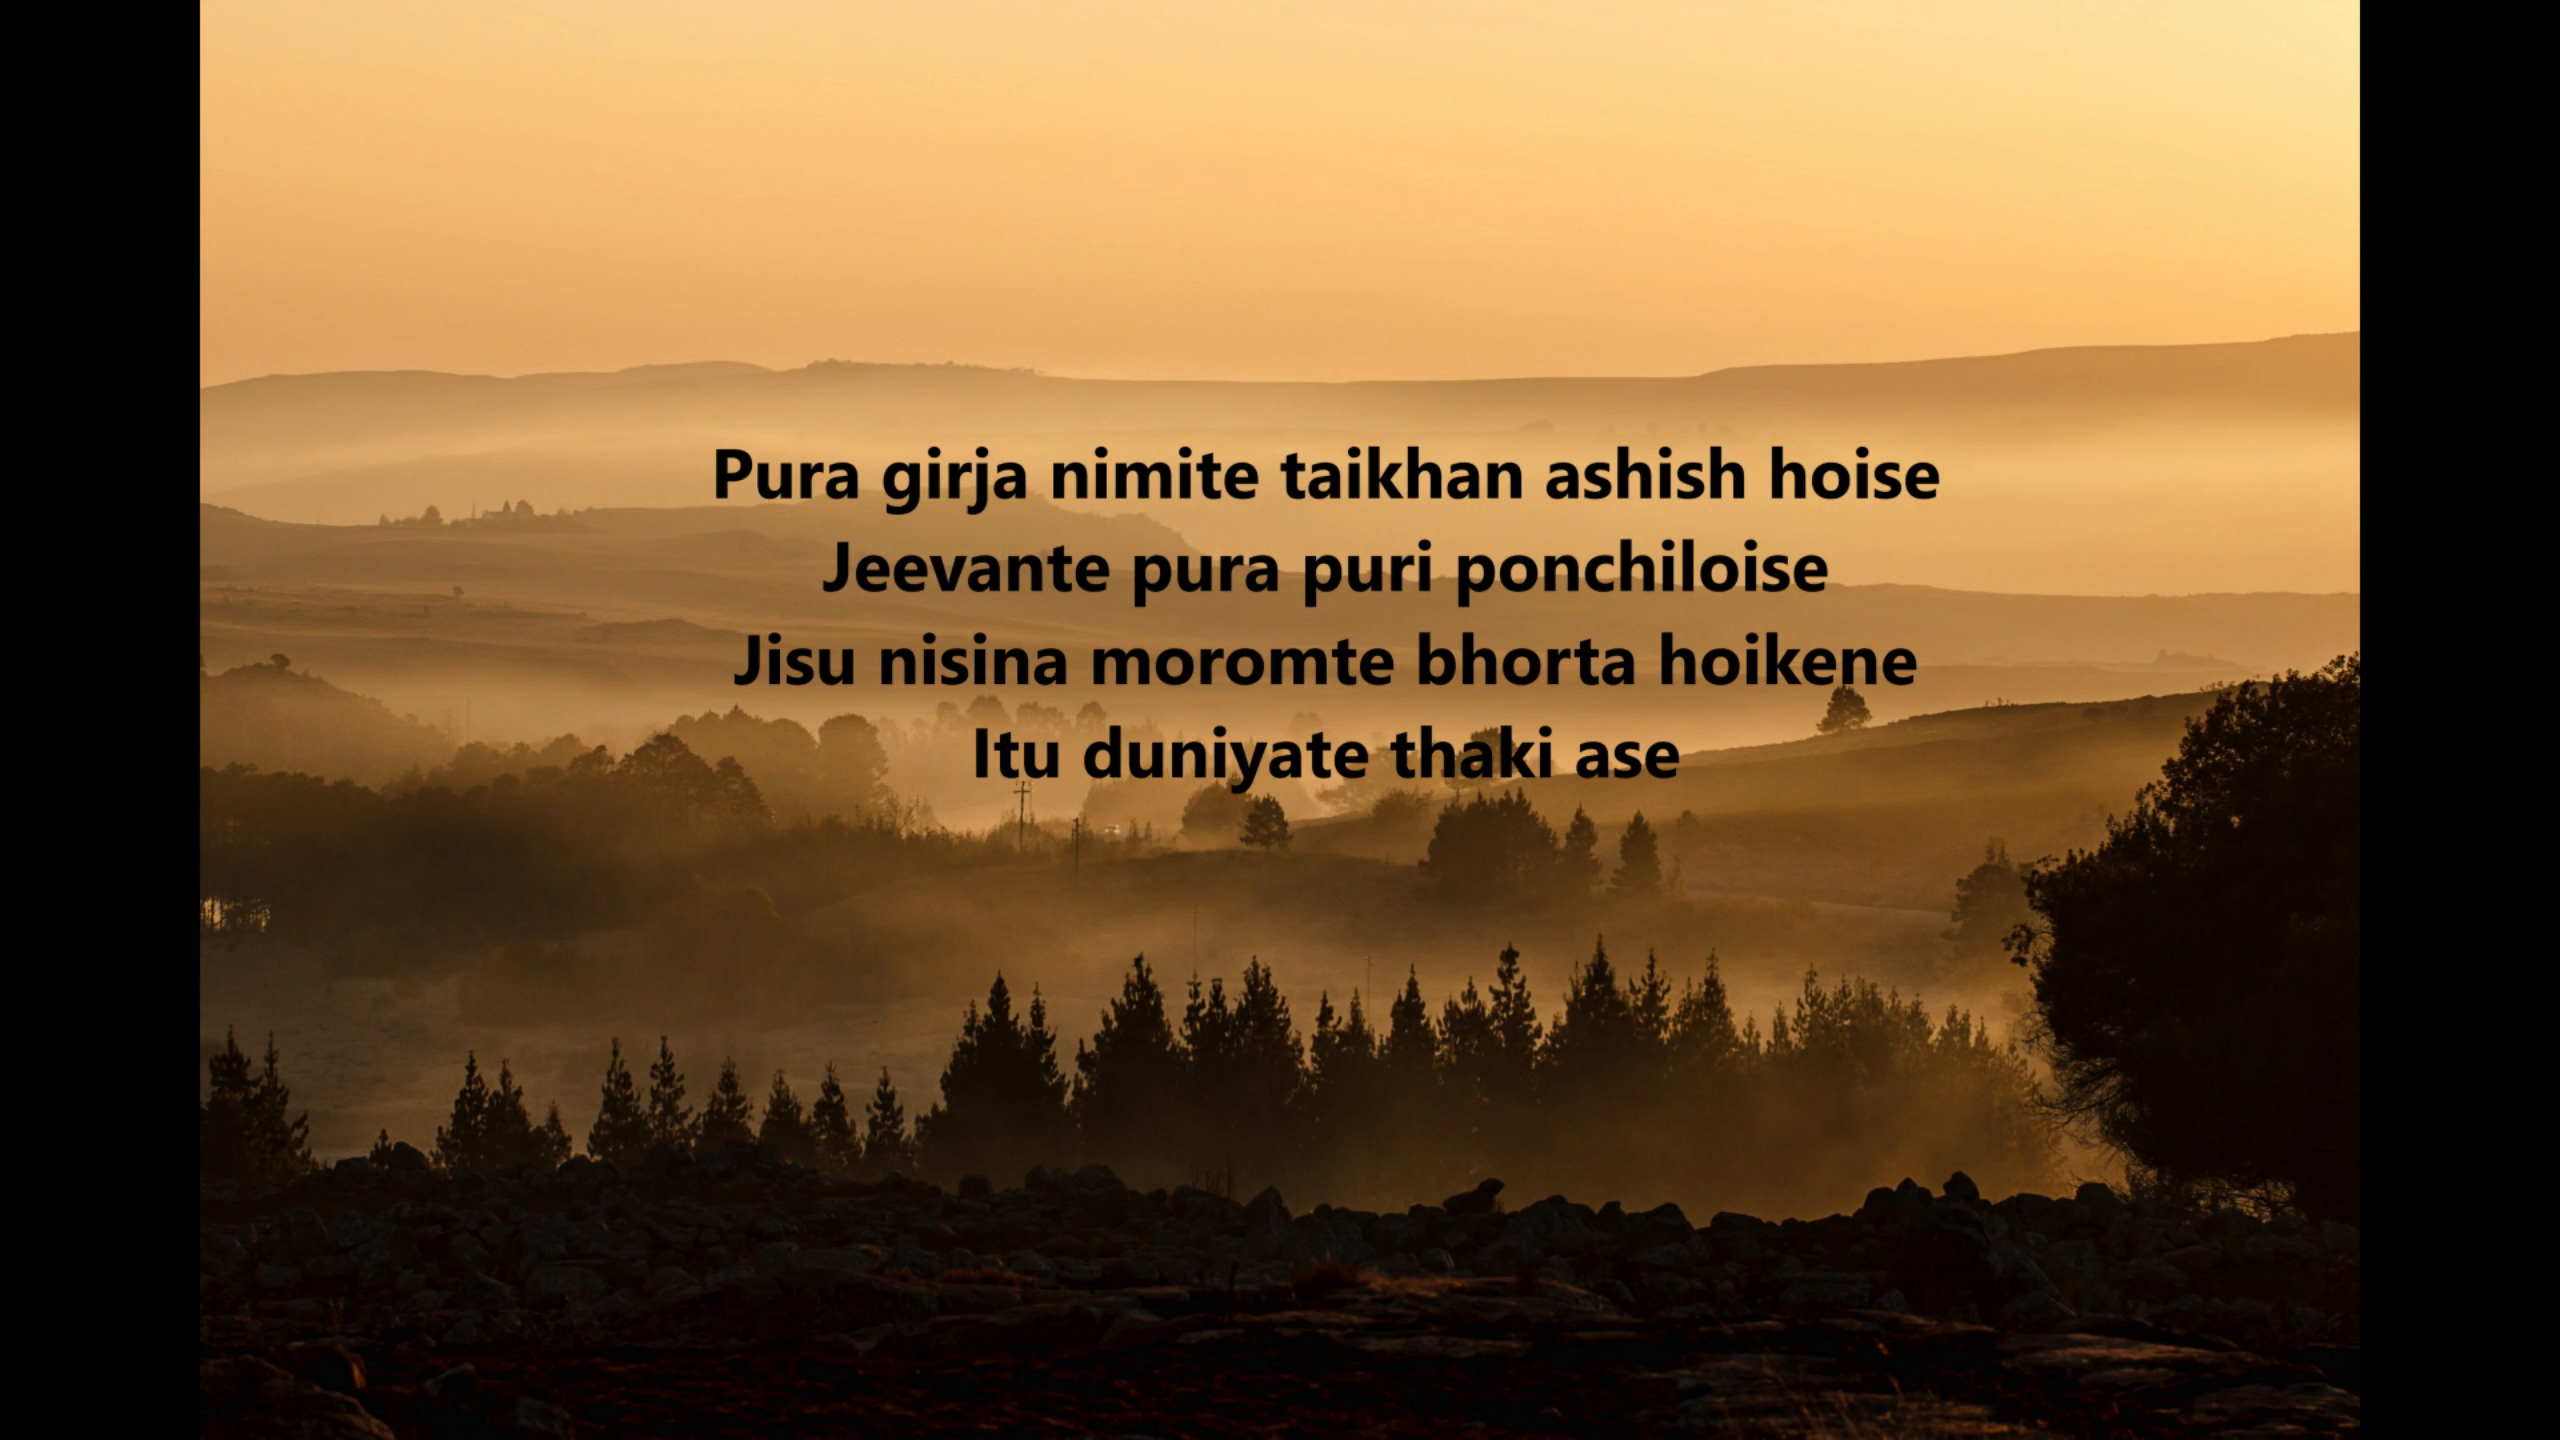 Pura girja nimite taikhan ashish hoise
Jeevante pura puri ponchiloise
Jisu nisina moromte bhorta hoikene
Itu duniyate thaki ase